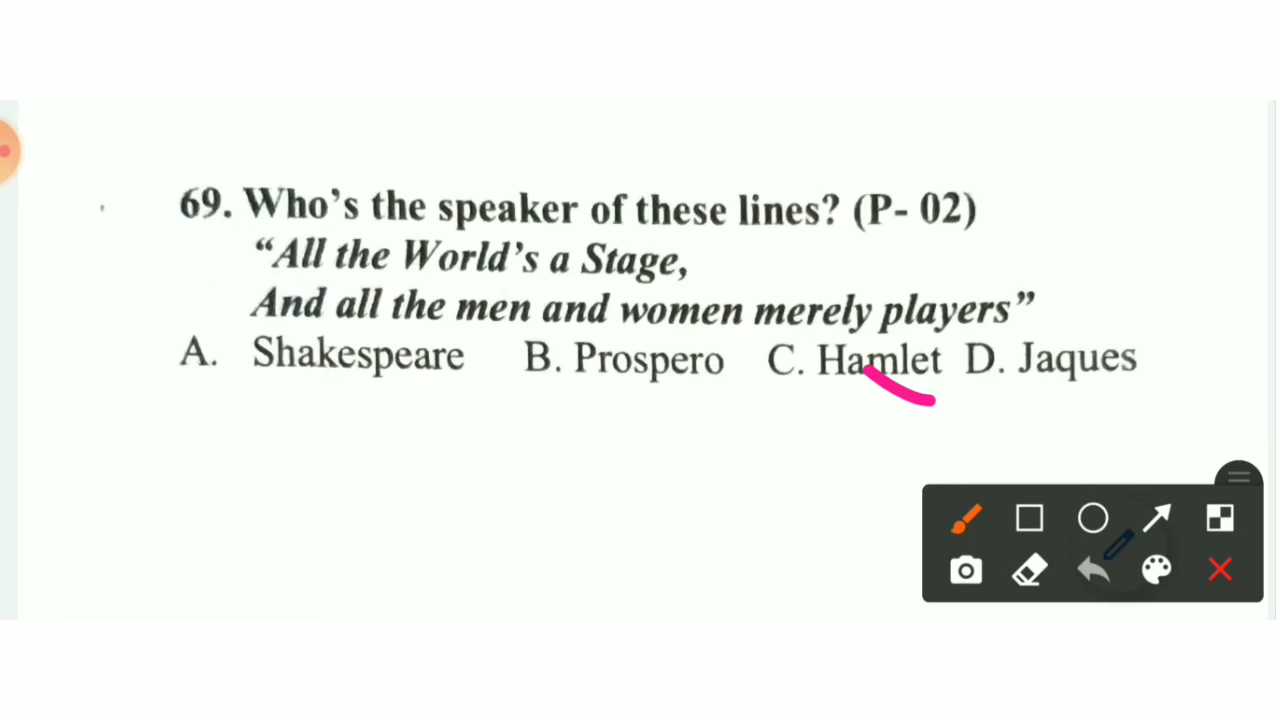 69. Who's the speaker of these lines? (P- 02)
“All the World's a Stage,
And all the men and women merely players”
A. Shakespeare B. Prospero C. Hamlet D. Jaques